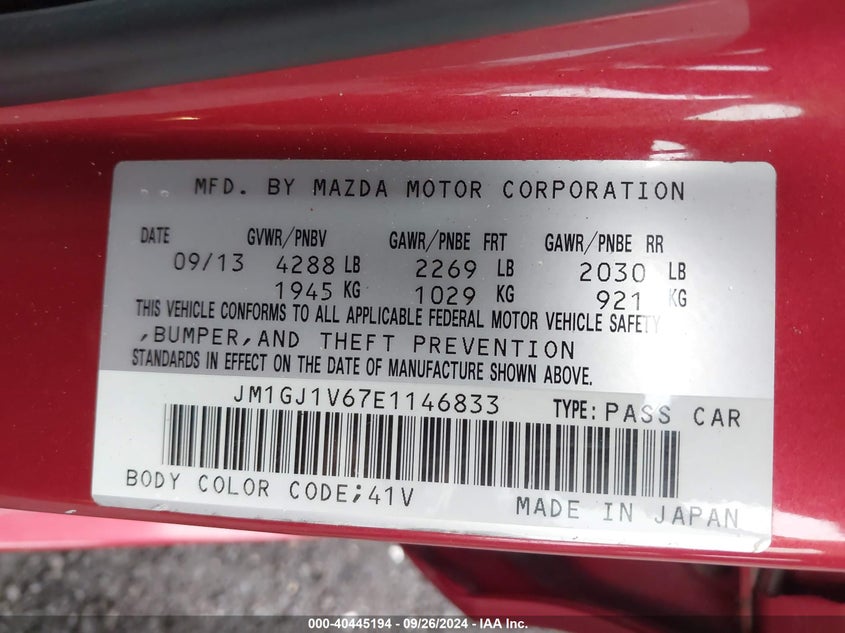 MFD. BY MAZDA MOTOR CORPORATION
DATE GVWR/PNBV GAWR/PNBE FRT GAWR/PNBE RR
09/13 4288 LB 2269 LB 2030 LB
1945 KG 1029 KG 921 KG
THIS VEHICLE CONFORMS TO ALL APPLICABLE FEDERAL MOTOR VEHICLE SAFETY
,BUMPER,AND THEFT PREVENTION
STANDARDS IN EFFECT ON THE DATE OF MANUFACTURE SHOWN ABOVE.
JM1GJ1V67E1146833 TYPE: PASS CAR
BODY COLOR CODE;41V
MADE IN JAPAN
000-40445194 - 09/26/2024 - IAA Inc.